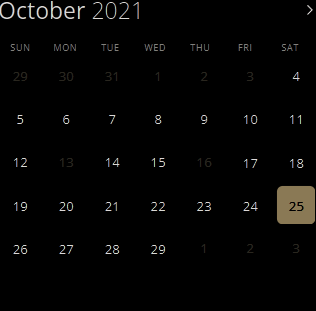 October 2021
SUN MON TUE WED THU FRI SAT
29 30 31 1 2 3 4
5 6 7 8 9 10 11
12 13 14 15 16 17 18
19 20 21 22 23 24 25
26 27 28 29 1 2 3